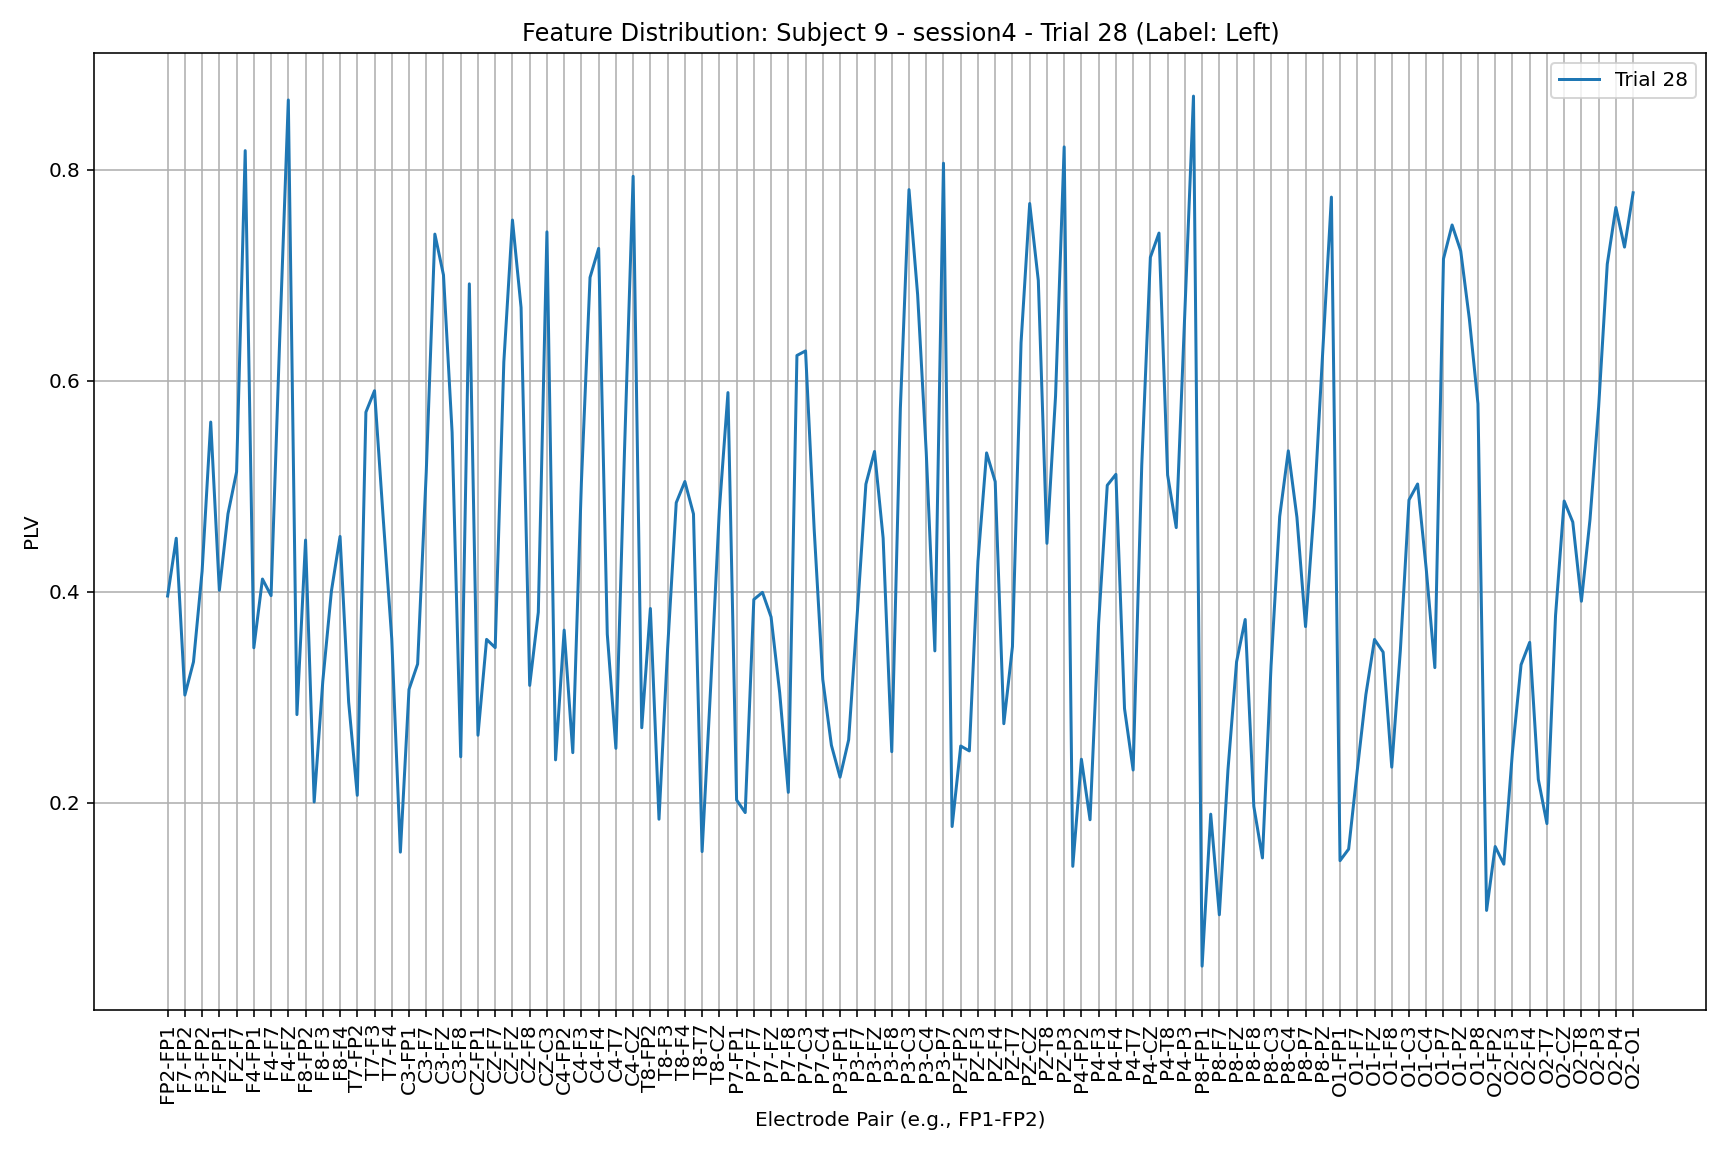 Feature Distribution: Subject 9 - session4 - Trial 28 (Label: Left)
Trial 28
PLV
0.8
0.6
0.4
0.2
FP2-FP1
F7-FP2
F3-FP2
FZ-FP1
FZ-F7
F4-FP1
F4-F7
F4-FZ
F8-FP2
F8-F3
F8-F4
T7-FP2
T7-F3
T7-F4
C3-FP1
C3-F7
C3-FZ
C3-F8
CZ-FP1
CZ-F7
CZ-FZ
CZ-F8
CZ-C3
C4-FP2
C4-F3
C4-F4
C4-T7
C4-CZ
T8-FP2
T8-F3
T8-F4
T8-T7
T8-CZ
P7-FP1
P7-F7
P7-FZ
P7-F8
P7-C3
P7-C4
P3-FP1
P3-F7
P3-FZ
P3-F8
P3-C3
P3-C4
P3-P7
PZ-FP2
PZ-F3
PZ-F4
PZ-T7
PZ-CZ
PZ-T8
PZ-P3
P4-FP2
P4-F3
P4-F4
P4-T7
P4-CZ
P4-T8
P4-P3
P8-FP1
P8-F7
P8-FZ
P8-F8
P8-C3
P8-C4
P8-P7
P8-PZ
O1-FP1
O1-F7
O1-FZ
O1-F8
O1-C3
O1-C4
O1-P7
O1-PZ
O1-P8
O2-FP2
O2-F3
O2-F4
O2-T7
O2-CZ
O2-T8
O2-P3
O2-P4
O2-O1
Electrode Pair (e.g., FP1-FP2)